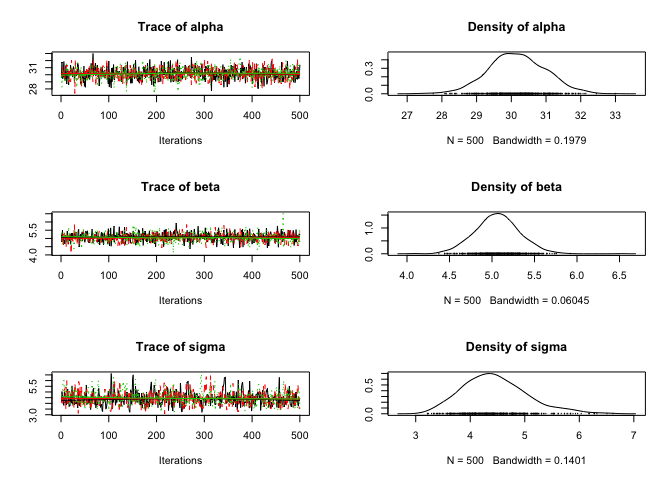 Trace of alpha
31
28
0 100 200 300 400 500
Iterations
Density of alpha
0.3
0.0
27 28 29 30 31 32 33
N = 500 Bandwidth = 0.1979
Trace of beta
5.5
4.0
0 100 200 300 400 500
Iterations
Density of beta
1.0
0.0
4.0 4.5 5.0 5.5 6.0 6.5
N = 500 Bandwidth = 0.06045
Trace of sigma
5.5
3.0
0 100 200 300 400 500
Iterations
Density of sigma
0.5
0.0
3 4 5 6 7
N = 500 Bandwidth = 0.1401